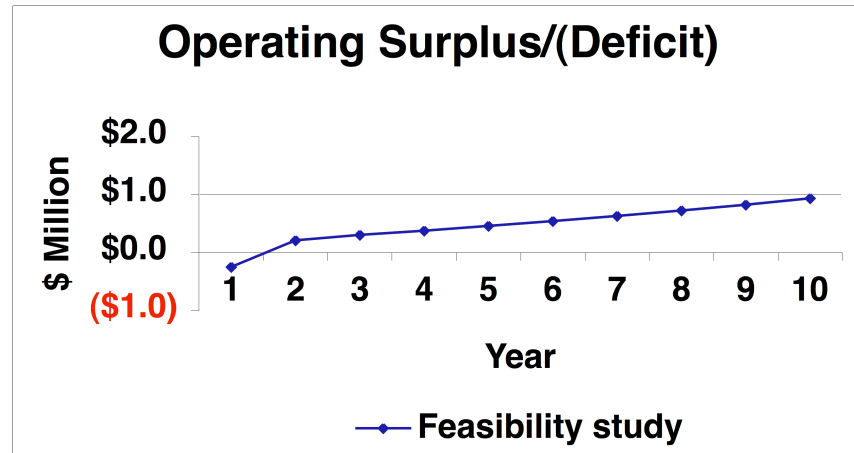 Operating Surplus/(Deficit)
$ Million
$2.0
$1.0
$0.0
($1.0)
1 2 3 4 5 6 7 8 9 10
Year
Feasibility study